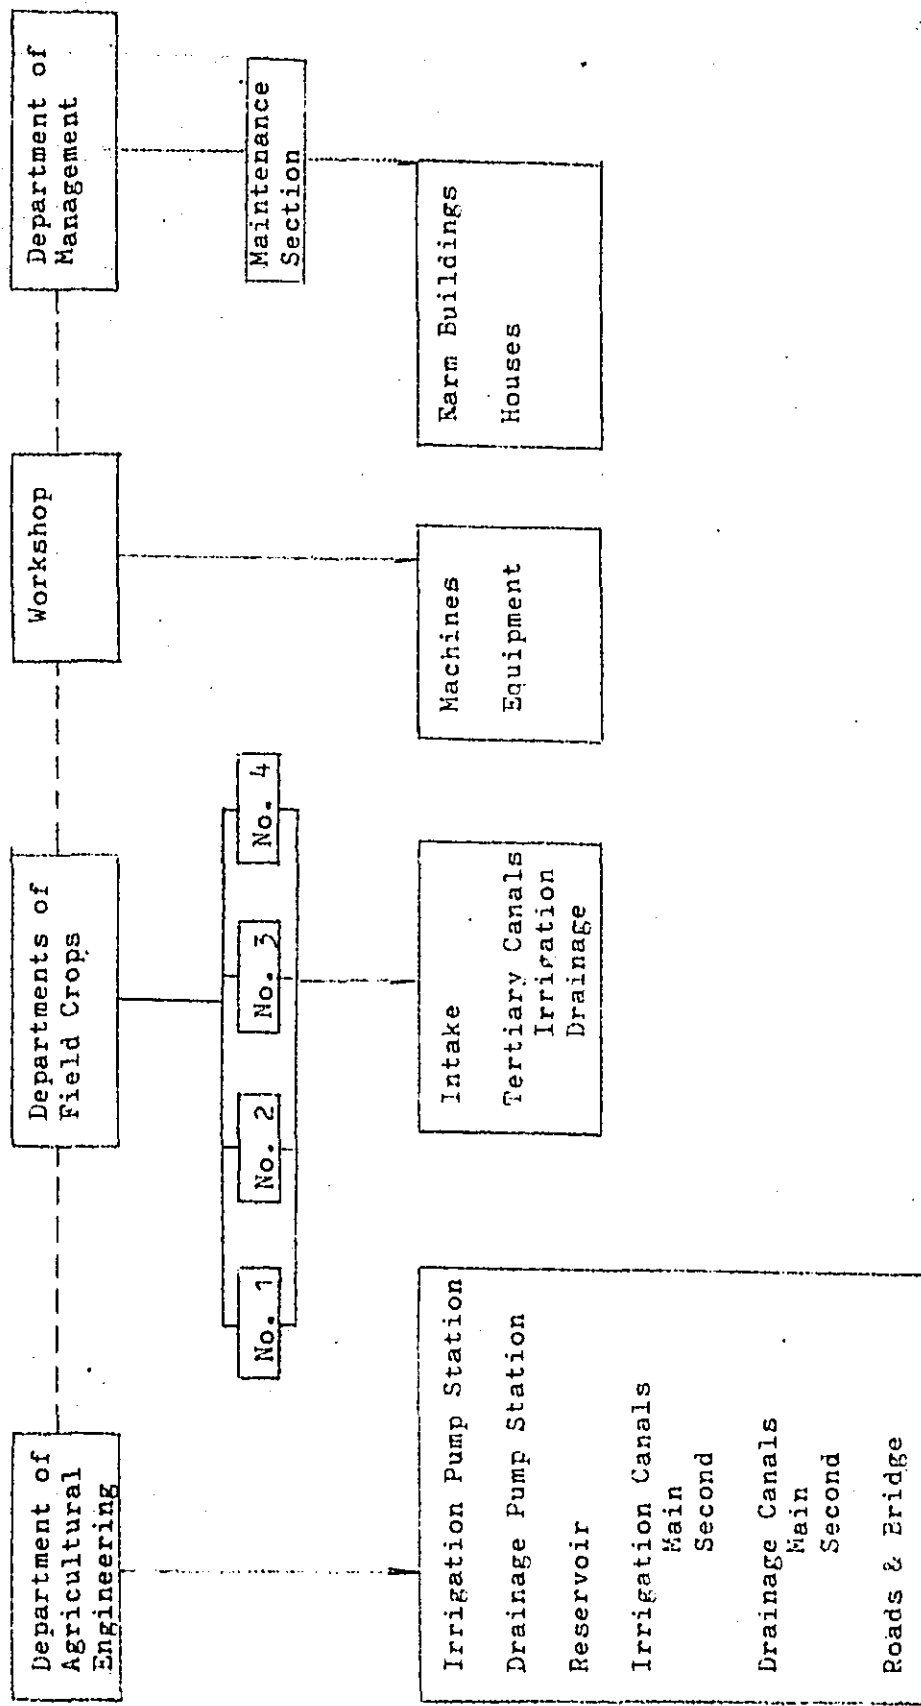 Department of
Agricultural
Engineering
Departments of
Field Crops
Workshop
Department of
Management
No. 1
No. 2
No. 3
No. 4
Maintenance
Section
Irrigation Pump Station
Drainage Pump Station
Reservoir
Irrigation Canals
Main
Second
Drainage Canals
Main
Second
Roads & Bridge
Intake
Tertiary Canals
Irrigation
Drainage
Machines
Equipment
Farm Buildings
Houses